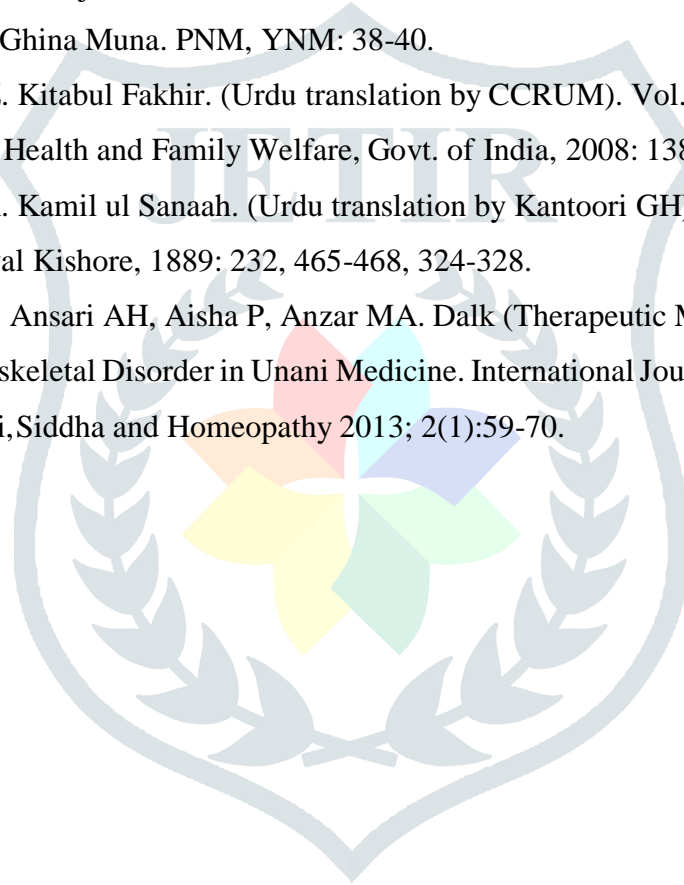 Ghina Muna. PNM, YNM: 38-40.
. Kitabul Fakhir. (Urdu translation by CCRUM). Vol.
Health and Family Welfare, Govt. of India, 2008: 138
. Kamil ul Sanaah. (Urdu translation by Kantoori GH)
al Kishore, 1889: 232, 465-468, 324-328.
Ansari AH, Aisha P, Anzar MA. Dalk (Therapeutic M
skeletal Disorder in Unani Medicine. International Jou
i,Siddha and Homeopathy 2013; 2(1):59-70.
JETIR